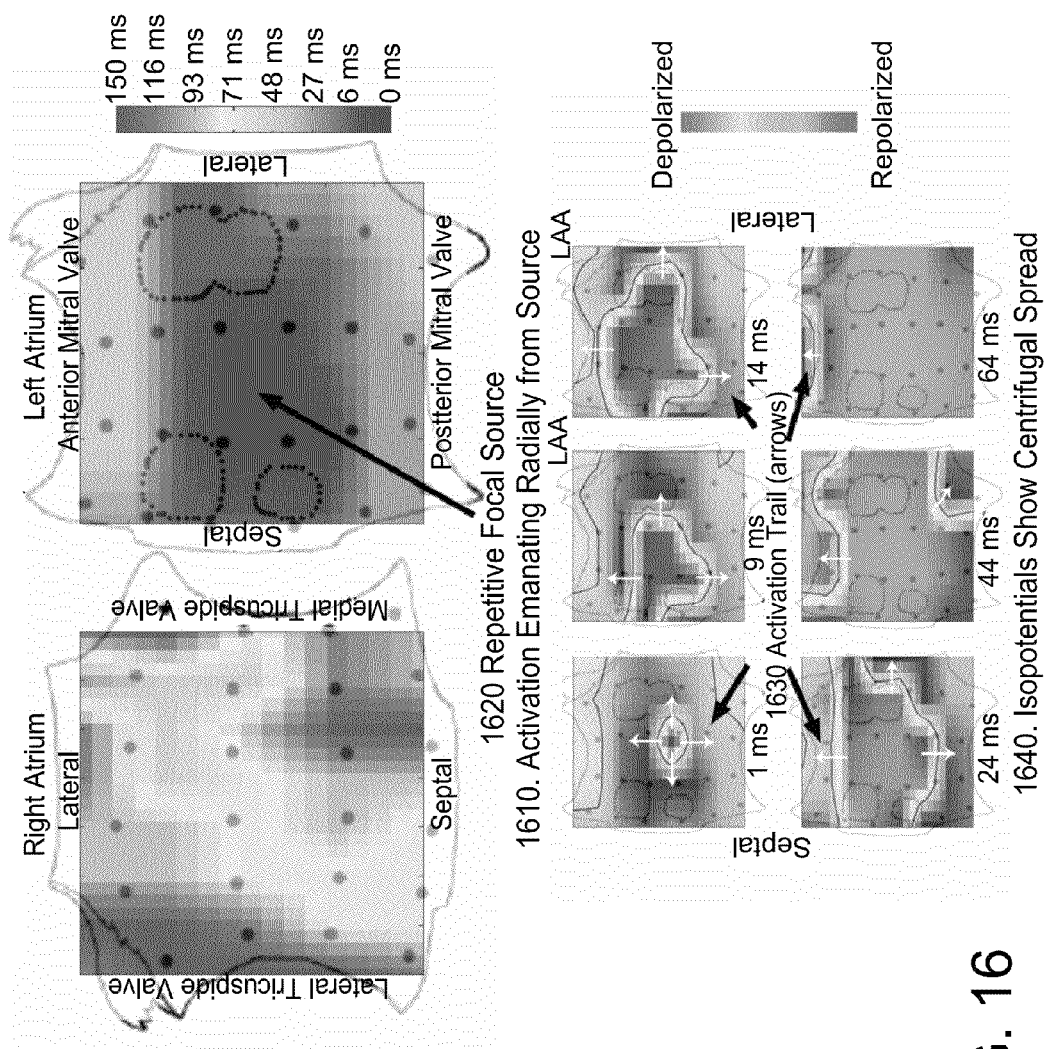 Right Atrium
Lateral
Lateral Tricuspide Valve
Medial Tricuspide Valve
Septal
Left Atrium
Anterior Mitral Valve
Septal
Lateral
Postterior Mitral Valve
150 ms
116 ms
93 ms
71 ms
48 ms
27 ms
6 ms
0 ms
1620 Repetitive Focal Source
1610. Activation Emanating Radially from Source
LAA
LAA
Septal
Lateral
1 ms
9 ms
14 ms
1630 Activation Trail (arrows)
24 ms
44 ms
64 ms
Depolarized
Repolarized
1640. Isopotentials Show Centrifugal Spread
G. 16